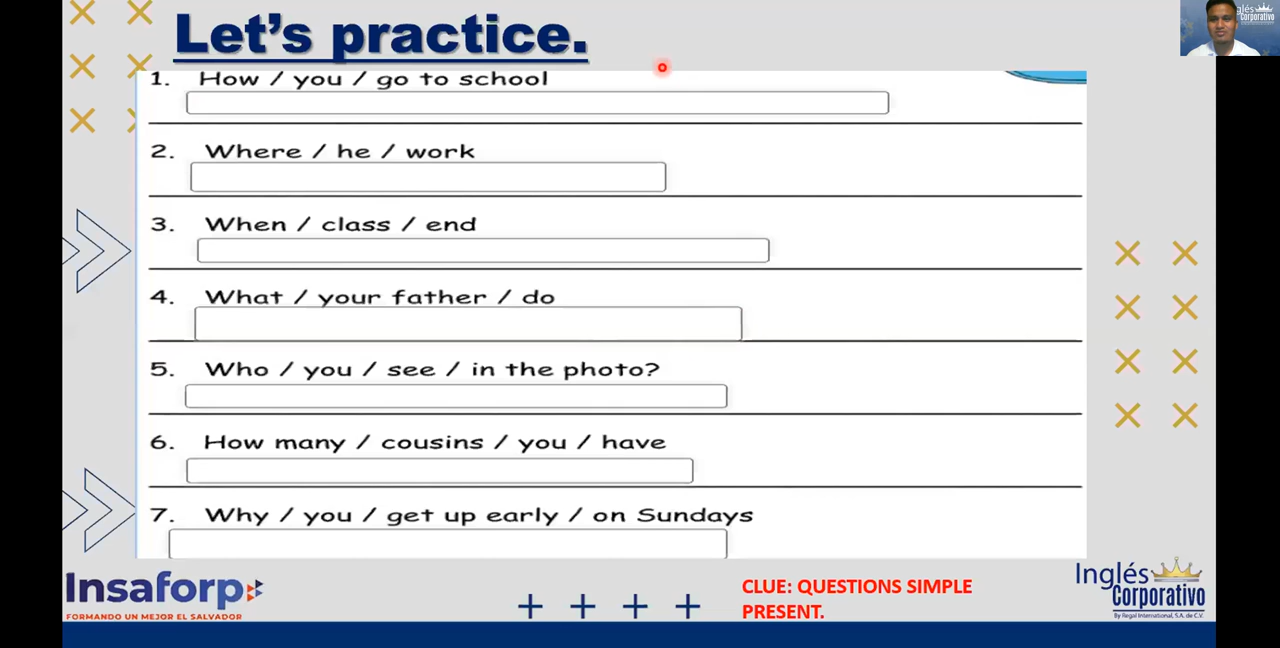 Let's practice.
1. How / you / go to school
2. Where / he / work
3. When / class / end
4. What / your father / do
5. Who / you / see / in the photo?
6. How many / cousins / you / have
7. Why / you / get up early / on Sundays
Insaforp
FORMANDO UN MEJOR EL SALVADOR
CLUE: QUESTIONS SIMPLE
PRESENT.
Inglés
Corporativo
By Regal International, S.A. de C.V.
glés
Corporativo